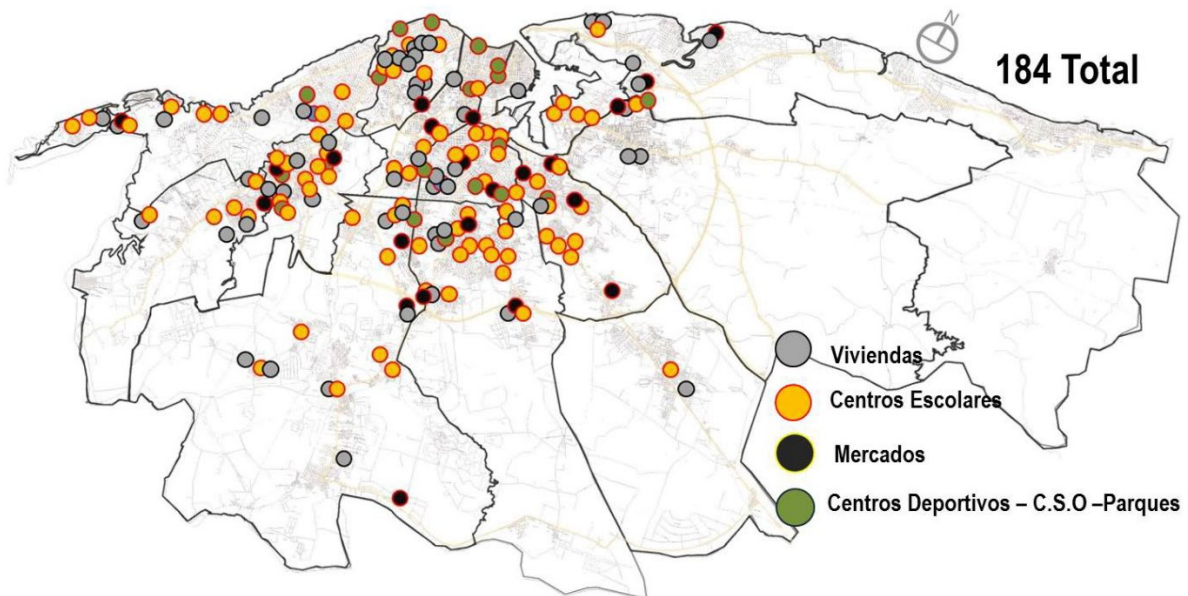 N
184 Total
Viviendas
Centros Escolares
Mercados
Centros Deportivos – C.S.O –Parques